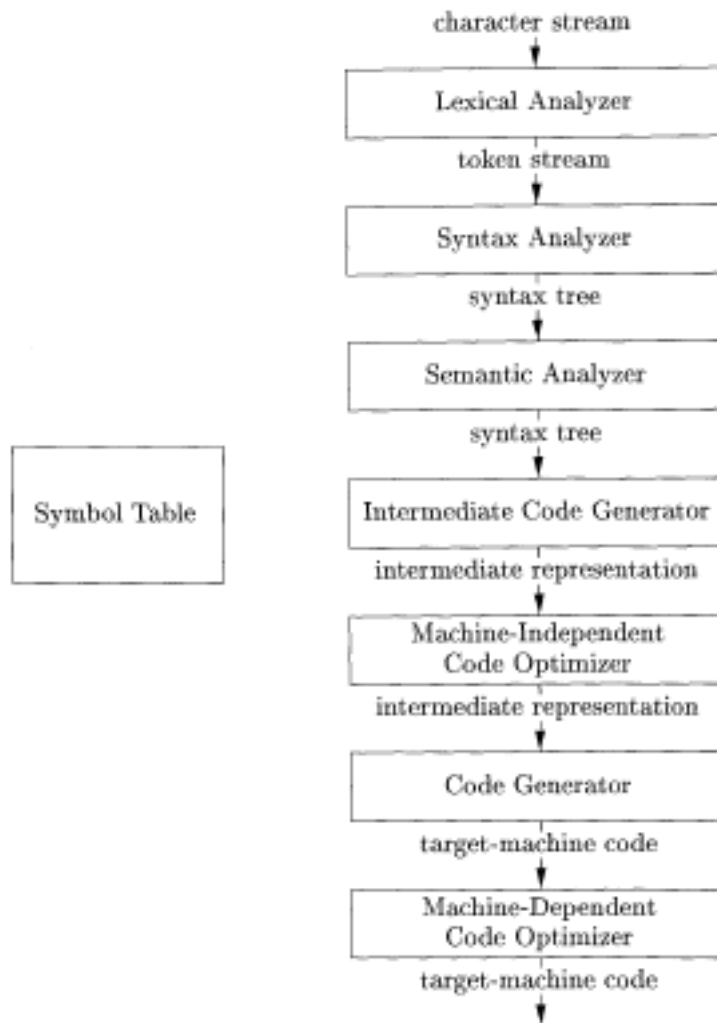 character stream
Lexical Analyzer
token stream
Syntax Analyzer
syntax tree
Semantic Analyzer
syntax tree
Symbol Table
Intermediate Code Generator
intermediate representation
Machine-Independent
Code Optimizer
intermediate representation
Code Generator
target-machine code
Machine-Dependent
Code Optimizer
target-machine code